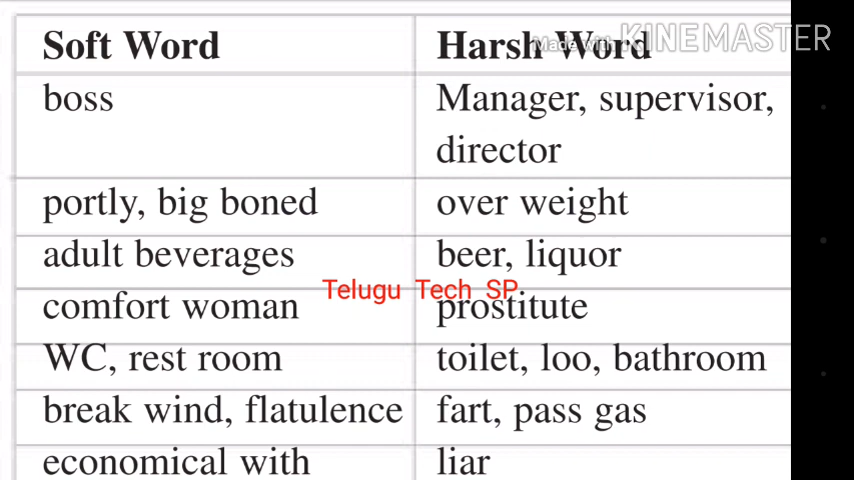 Soft Word Harsh Word
Made with KINEMASTER
boss Manager, supervisor,
director
portly, big boned over weight
adult beverages beer, liquor
Telugu Tech SP
comfort woman prostitute
WC, rest room toilet, loo, bathroom
break wind, flatulence fart, pass gas
economical with liar